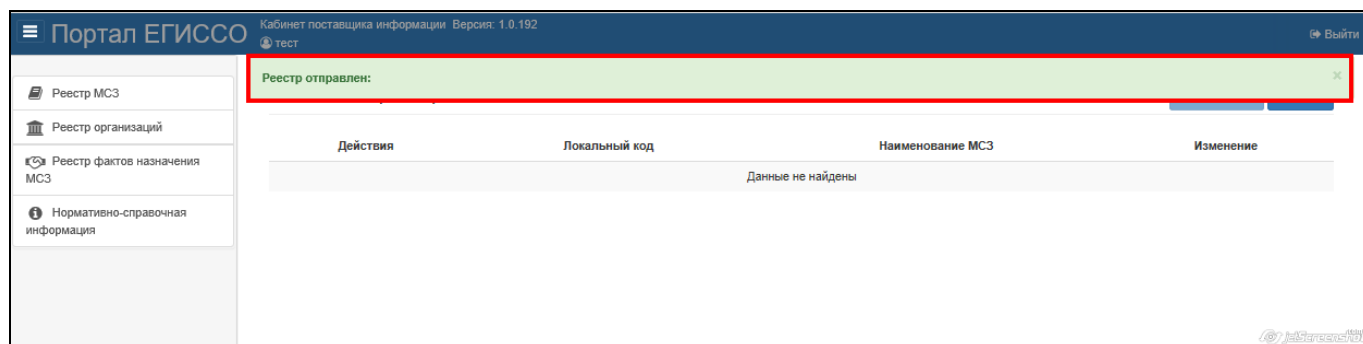 Портал ЕГИССО
Кабинет поставщика информации Версия: 1.0.192
тест
Выйти
Реестр отправлен:
×
Реестр МСЗ
Реестр организаций
Реестр фактов назначения
МСЗ
Нормативно-справочная
информация
Действия Локальный код Наименование МСЗ Изменение
Данные не найдены